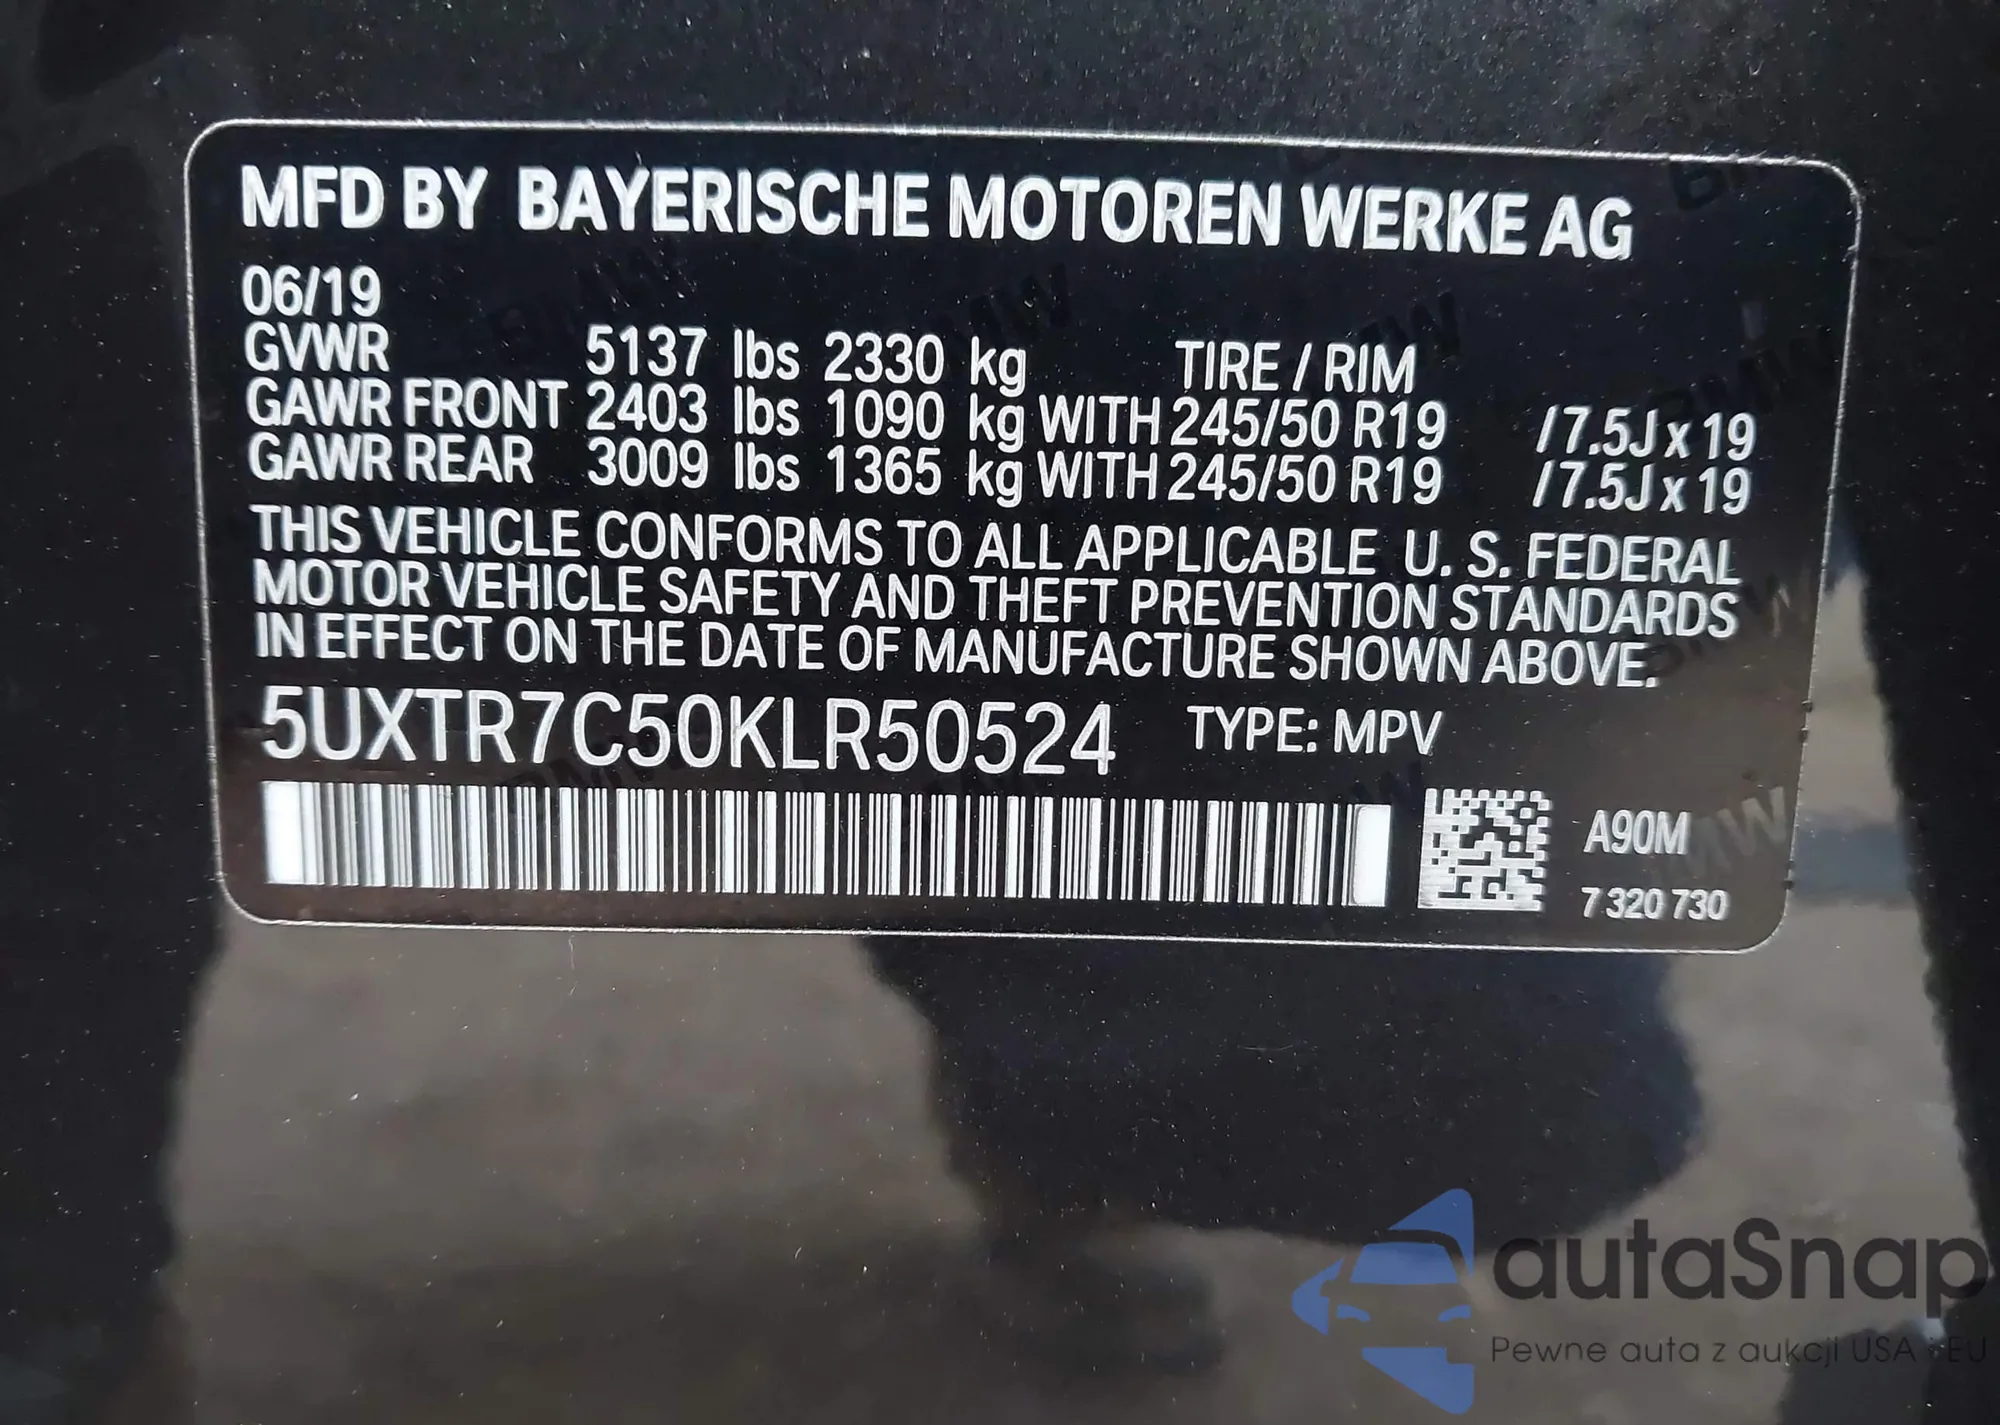 MFD BY BAYERISCHE MOTOREN WERKE AG
06/19
GVWR 5137 lbs 2330 kg TIRE / RIM
GAWR FRONT 2403 lbs 1090 kg WITH 245/50 R19 /7.5J x 19
GAWR REAR 3009 lbs 1365 kg WITH 245/50 R19 /7.5J x 19
THIS VEHICLE CONFORMS TO ALL APPLICABLE U. S. FEDERAL
MOTOR VEHICLE SAFETY AND THEFT PREVENTION STANDARDS
IN EFFECT ON THE DATE OF MANUFACTURE SHOWN ABOVE.
5UXTR7C50KLR50524 TYPE: MPV
A90M
7 320 730
autaSnap
Pewne auta z aukcji USA i EU